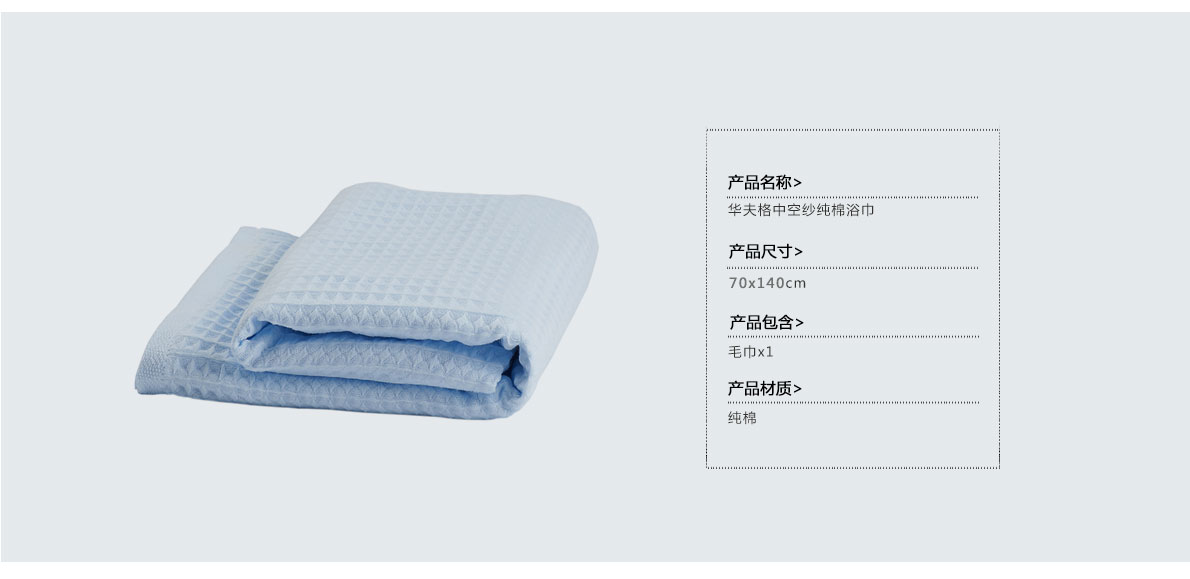 产品名称>
华夫格中空纱纯棉浴巾
产品尺寸>
70x140cm
产品包含>
毛巾x1
产品材质>
纯棉